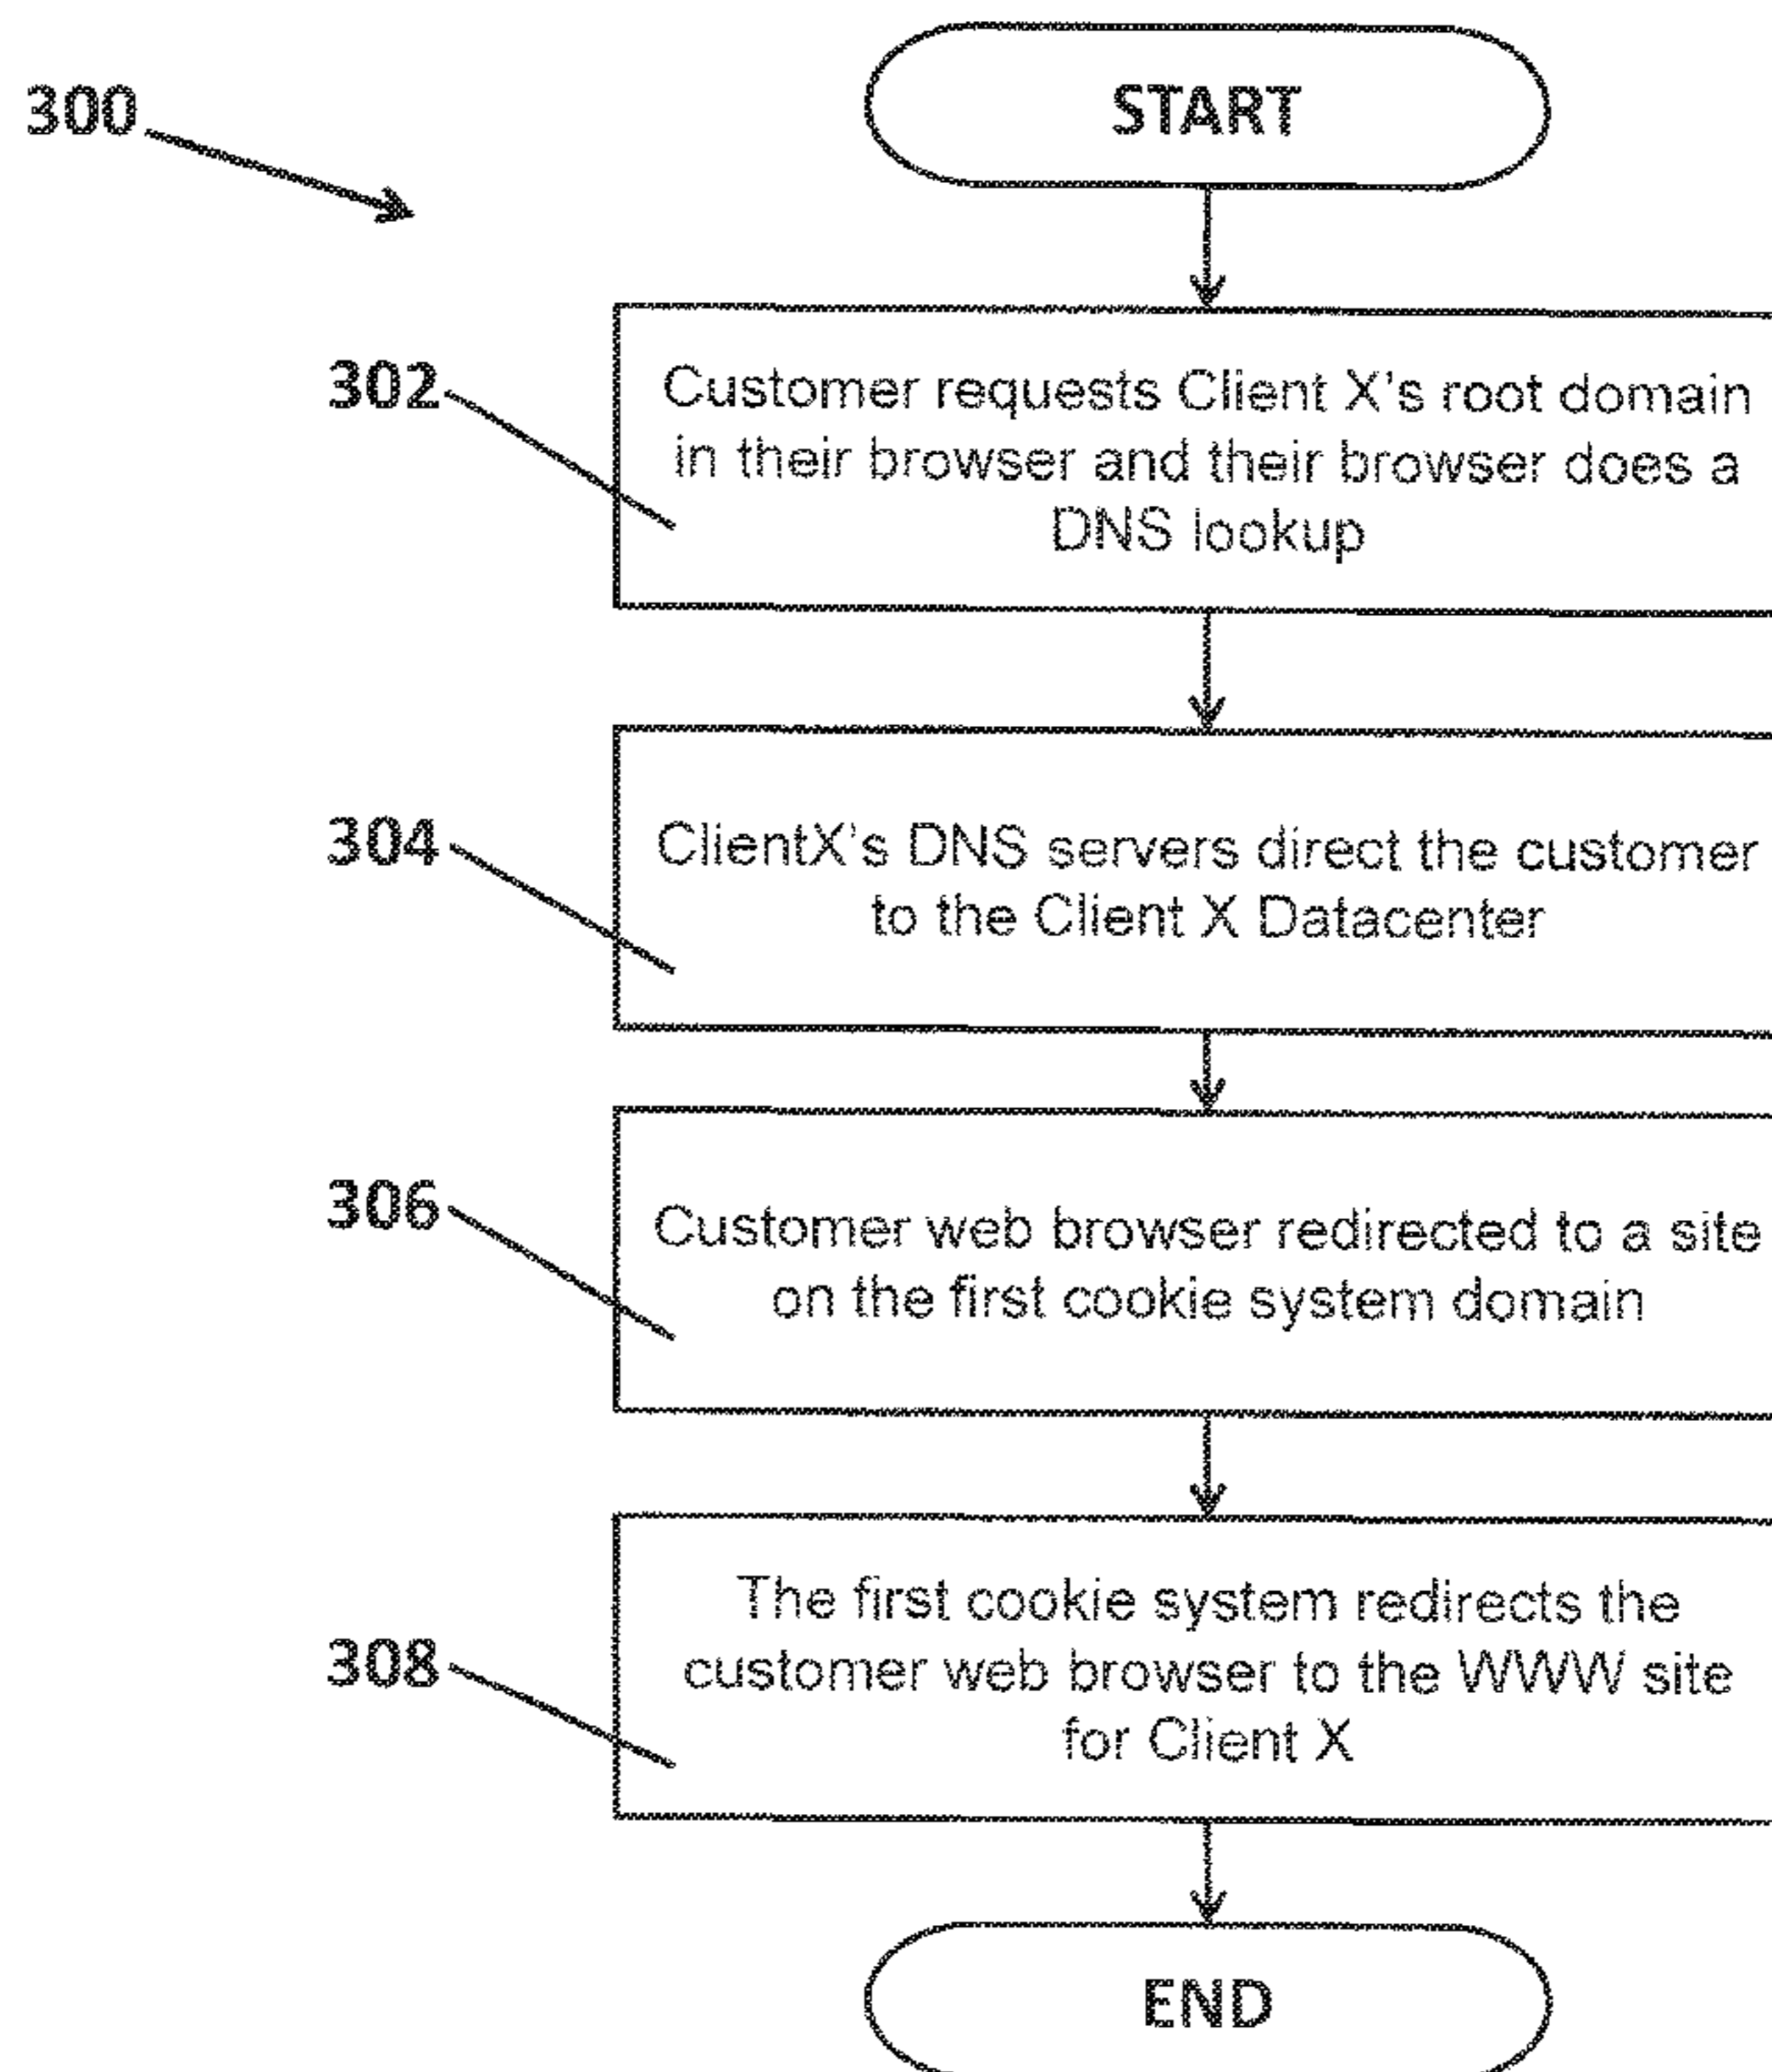 300
START
302
Customer requests Client X's root domain
in their browser and their browser does a
DNS lookup
304
ClientX's DNS servers direct the customer
to the Client X Datacenter
306
Customer web browser redirected to a site
on the first cookie system domain
308
The first cookie system redirects the
customer web browser to the WWW site
for Client X
END